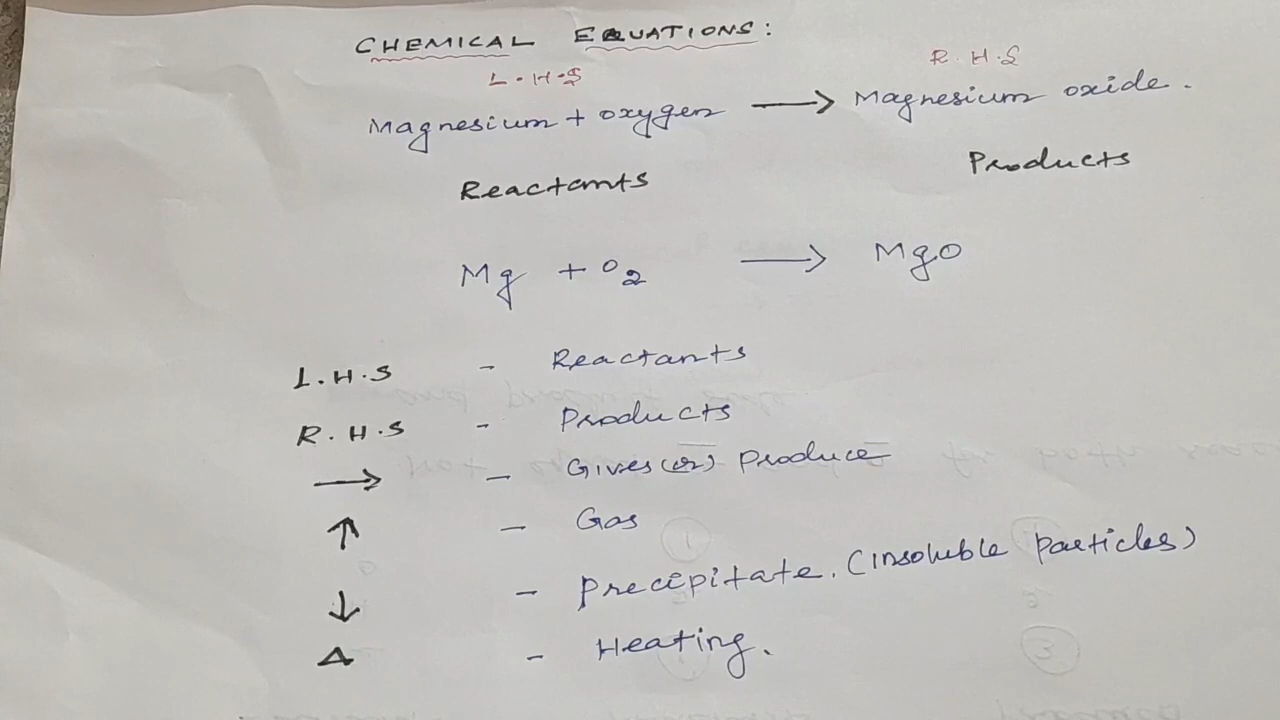 CHEMICAL EQUATIONS:
L.H.S R.H.S
Magnesium + oxygen → Magnesium oxide.
Reactants Products
Mg + O2 → MgO
L.H.S - Reactants
R.H.S - Products
→ - Gives (or) produce
↑ - Gas
↓ - Precipitate. (insoluble particles)
Δ - Heating.